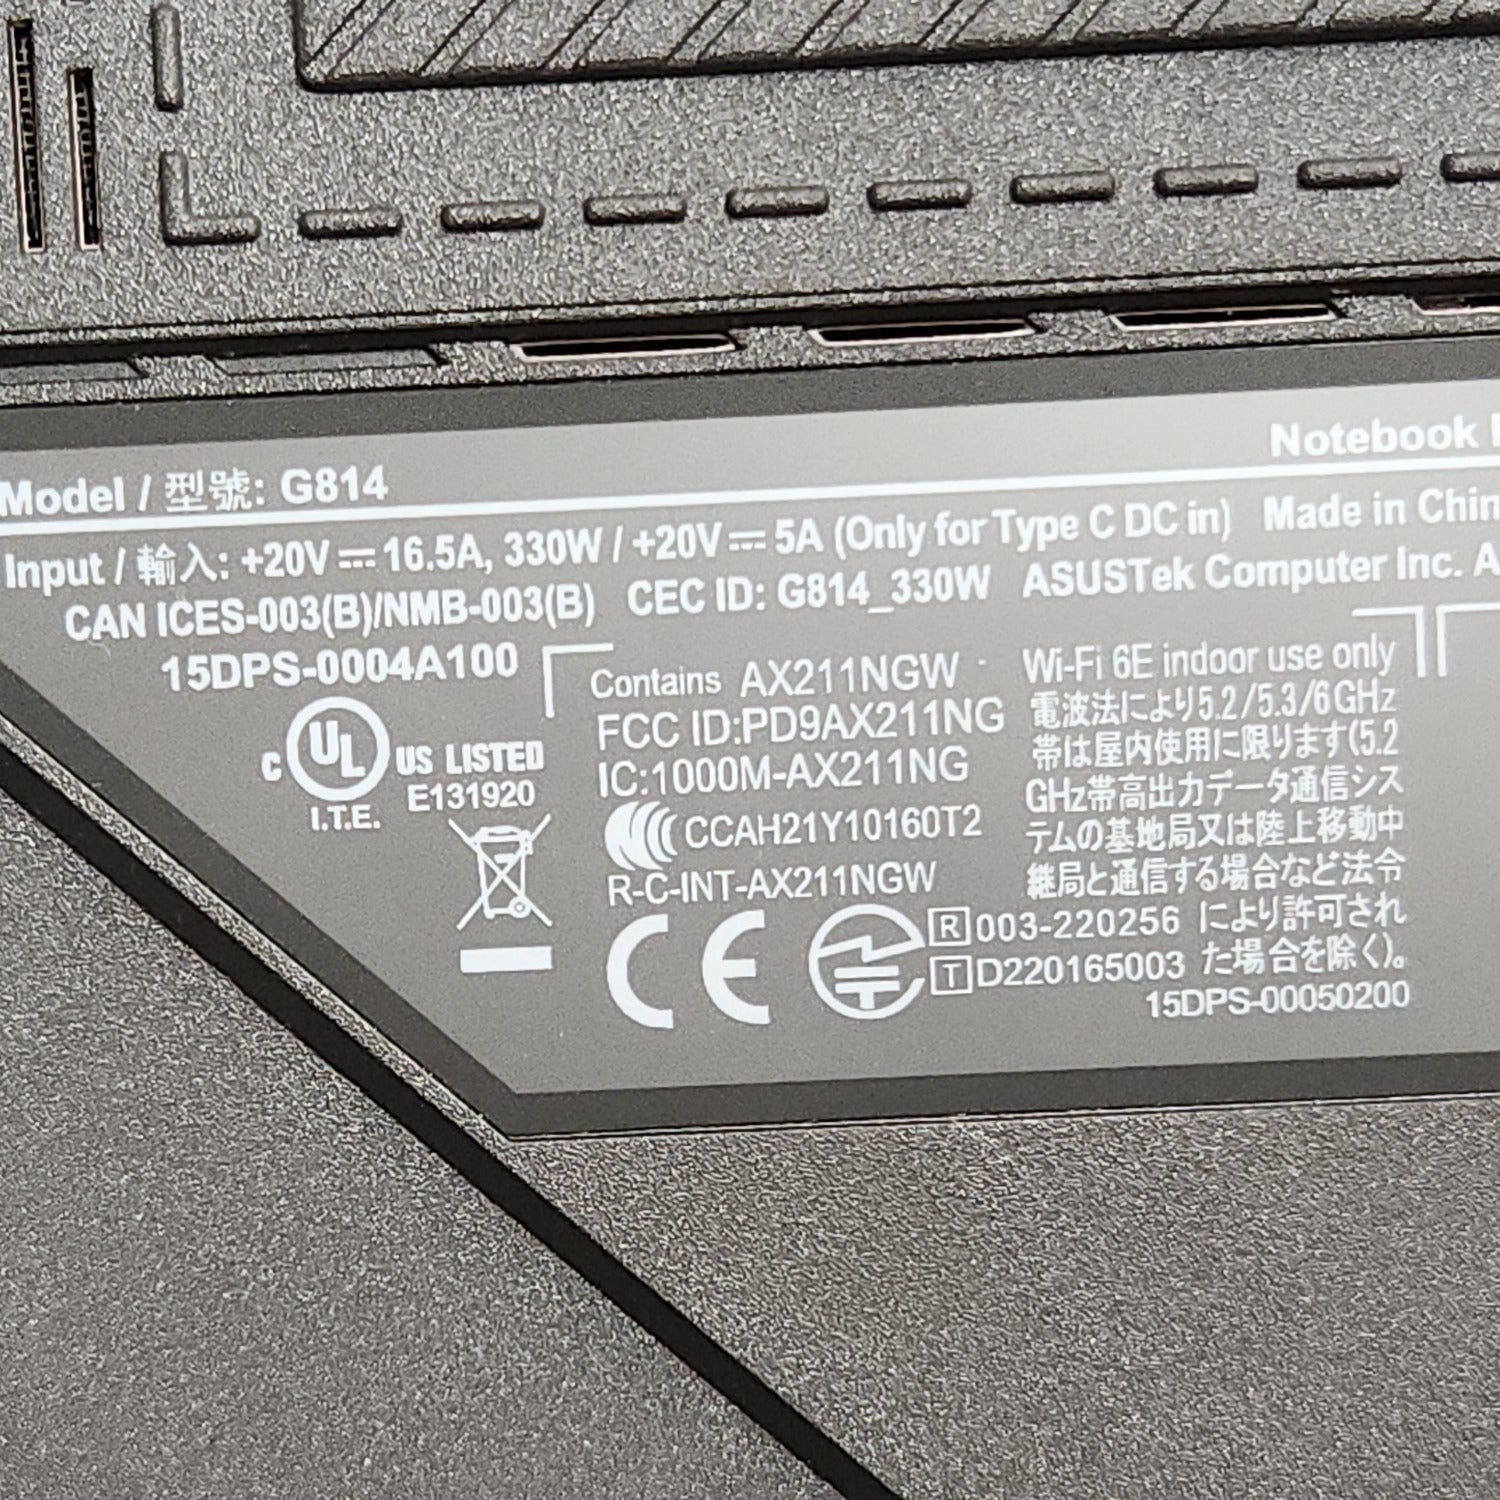 Notebook
Model / 型號: G814
Input / 輸入: +20V ⎓ 16.5A, 330W / +20V ⎓ 5A (Only for Type C DC in) Made in Chin
CAN ICES-003(B)/NMB-003(B) CEC ID: G814_330W ASUSTek Computer Inc. A
15DPS-0004A100
c UL US LISTED
I.T.E. E131920
Contains AX211NGW
FCC ID:PD9AX211NG
IC:1000M-AX211NG
CCAH21Y10160T2
R-C-INT-AX211NGW
CE
R 003-220256
T D220165003
Wi-Fi 6E indoor use only
電波法により5.2/5.3/6GHz
帯は屋内使用に限ります(5.2
GHz帯高出力データ通信シス
テムの基地局又は陸上移動中
継局と通信する場合など法令
により許可され
た場合を除く)。
15DPS-00050200